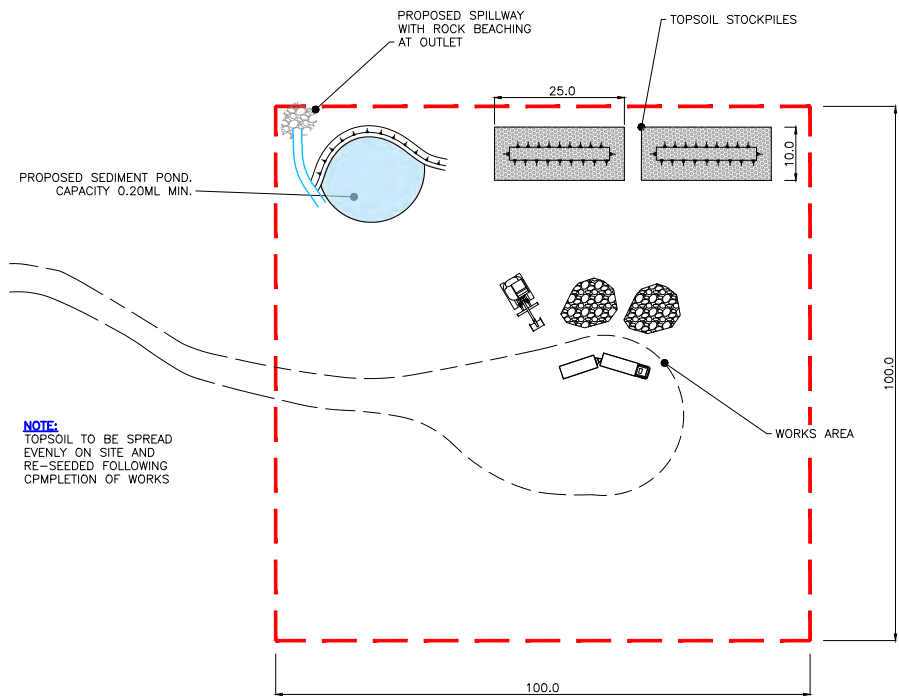 PROPOSED SPILLWAY
WITH ROCK BEACHING
AT OUTLET
TOPSOIL STOCKPILES
25.0
10.0
PROPOSED SEDIMENT POND.
CAPACITY 0.20ML MIN.
100.0
NOTE:
TOPSOIL TO BE SPREAD
EVENLY ON SITE AND
RE-SEEDED FOLLOWING
CPMPLETION OF WORKS
WORKS AREA
100.0